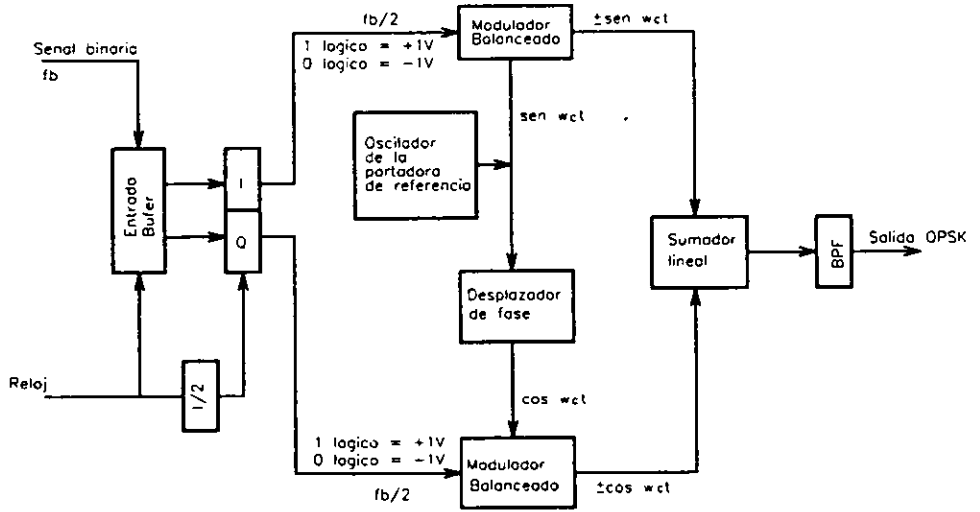 fb/2
Modulador
Balanceado
±sen wct
Senal binaria
fb
1 logico = +1V
0 logico = -1V
sen wct
Oscilador
de la
portadora
de referencia
Entrada
Bufer
I
Q
Sumador
lineal
BPF
Salida QPSK
Desplazador
de fase
Reloj
1/2
cos wct
1 logico = +1V
0 logico = -1V
fb/2
Modulador
Balanceado
±cos wct